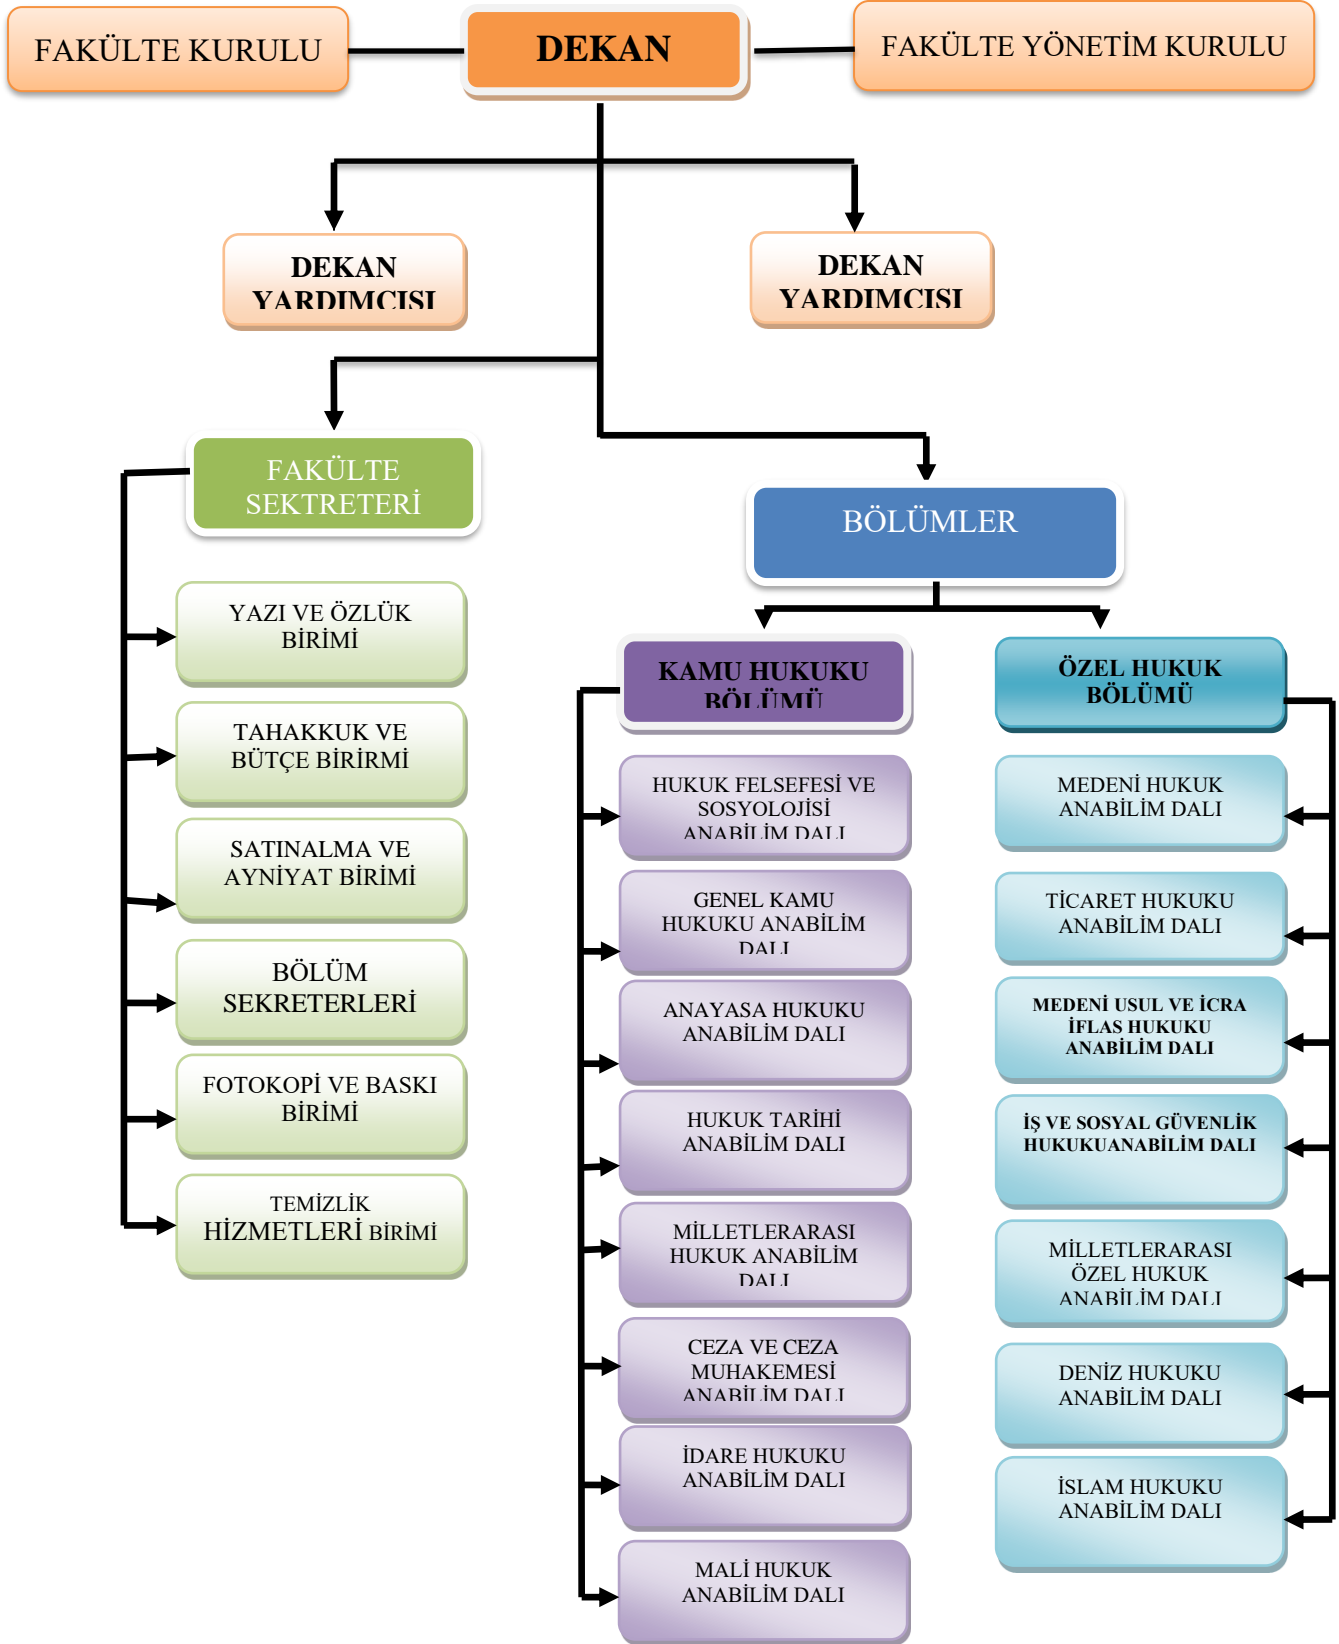 FAKÜLTE KURULU
DEKAN
FAKÜLTE YÖNETİM KURULU
DEKAN
YARDIMCISI
DEKAN
YARDIMCISI
FAKÜLTE
SEKTRETERİ
BÖLÜMLER
YAZI VE ÖZLÜK
BİRİMİ
TAHAKKUK VE
BÜTÇE BİRİRMİ
SATINALMA VE
AYNİYAT BİRİMİ
BÖLÜM
SEKRETERLERİ
FOTOKOPİ VE BASKI
BİRİMİ
TEMİZLİK
HİZMETLERİ BİRİMİ
KAMU HUKUKU
BÖLÜMÜ
HUKUK FELSEFESİ VE
SOSYOLOJİSİ
ANABİLİM DALI
GENEL KAMU
HUKUKU ANABİLİM
DALI
ANAYASA HUKUKU
ANABİLİM DALI
HUKUK TARİHİ
ANABİLİM DALI
MİLLETLERARASI
HUKUK ANABİLİM
DALI
CEZA VE CEZA
MUHAKEMESİ
ANABİLİM DALI
İDARE HUKUKU
ANABİLİM DALI
MALİ HUKUK
ANABİLİM DALI
ÖZEL HUKUK
BÖLÜMÜ
MEDENİ HUKUK
ANABİLİM DALI
TİCARET HUKUKU
ANABİLİM DALI
MEDENİ USUL VE İCRA
İFLAS HUKUKU
ANABİLİM DALI
İŞ VE SOSYAL GÜVENLİK
HUKUKUANABİLİM DALI
MİLLETLERARASI
ÖZEL HUKUK
ANABİLİM DALI
DENİZ HUKUKU
ANABİLİM DALI
İSLAM HUKUKU
ANABİLİM DALI